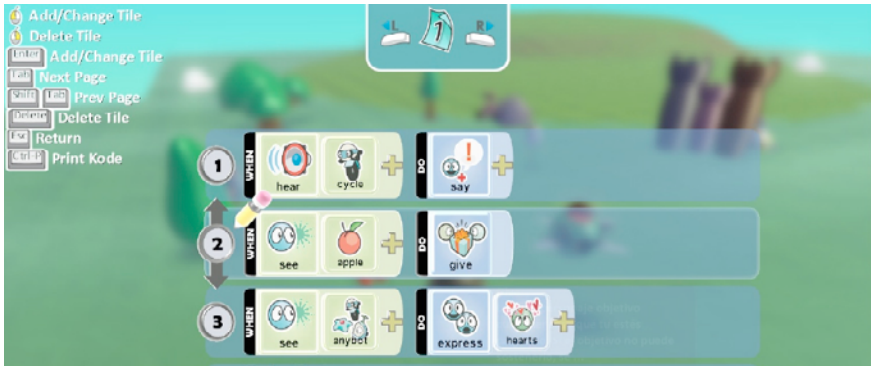 Add/Change Tile
Delete Tile
Enter Add/Change Tile
Tab Next Page
Shift Tab Prev Page
Delete Delete Tile
Esc Return
Ctrl-P Print Kode
L 1 R
1 WHEN hear cycle + DO say +
2 WHEN see apple + DO give
3 WHEN see anybot + DO express hearts +